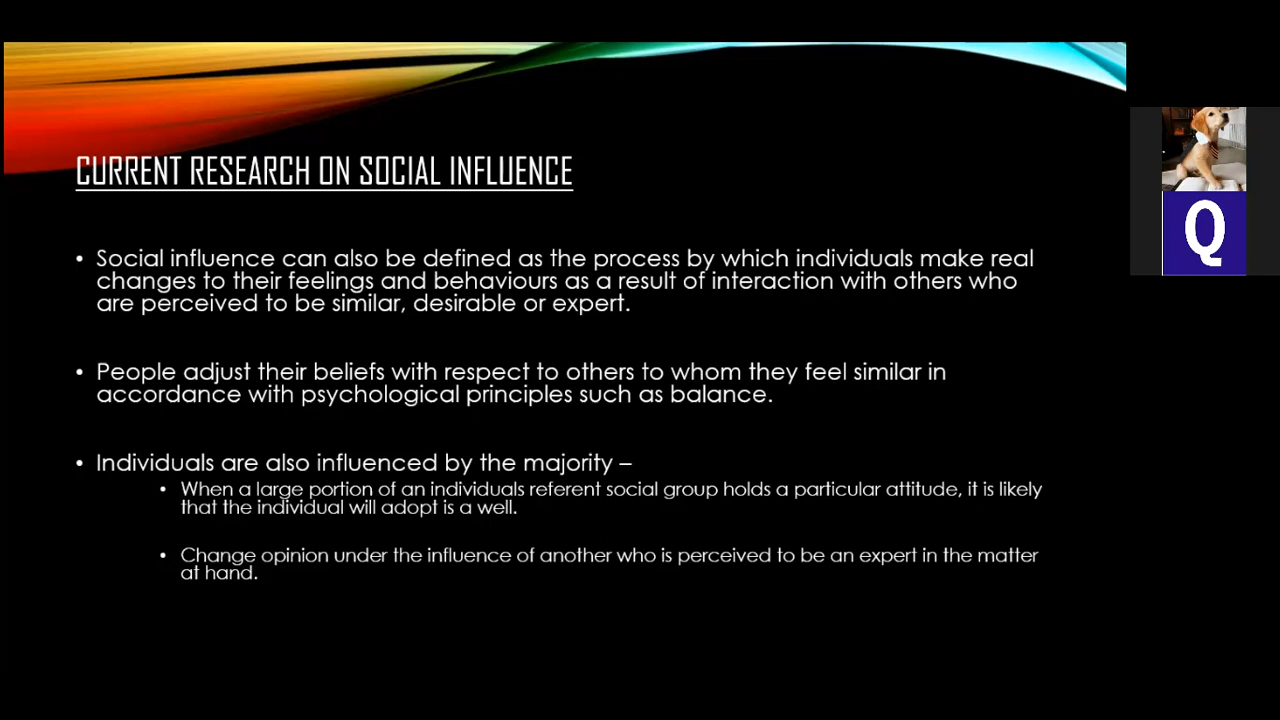 CURRENT RESEARCH ON SOCIAL INFLUENCE
• Social influence can also be defined as the process by which individuals make real
changes to their feelings and behaviours as a result of interaction with others who
are perceived to be similar, desirable or expert.
• People adjust their beliefs with respect to others to whom they feel similar in
accordance with psychological principles such as balance.
• Individuals are also influenced by the majority –
• When a large portion of an individuals referent social group holds a particular attitude, it is likely
that the individual will adopt is a well.
• Change opinion under the influence of another who is perceived to be an expert in the matter
at hand.
Q